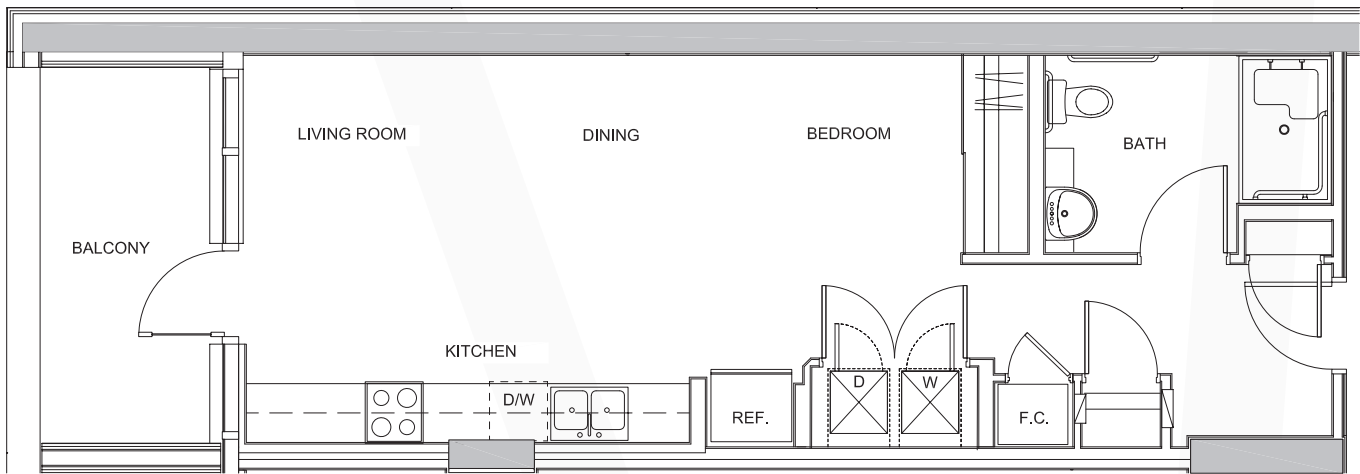 LIVING ROOM
DINING
BEDROOM
BATH
BALCONY
KITCHEN
D/W
REF.
D
W
F.C.